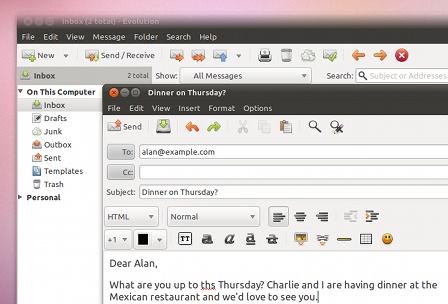 Inbox (2 total) - Evolution
File Edit View Message Folder Search Help
New Send / Receive
Inbox 2 total Show: All Messages Search: Subject or Addresses
On This Computer
Inbox
Drafts
Junk
Outbox
Sent
Templates
Trash
Personal
Dinner on Thursday?
File Edit View Insert Format Options
Send
To: alan@example.com
Cc:
Subject: Dinner on Thursday?
HTML Normal
+1 TT a a a a
Dear Alan,
What are you up to ths Thursday? Charlie and I are having dinner at the
Mexican restaurant and we'd love to see you.